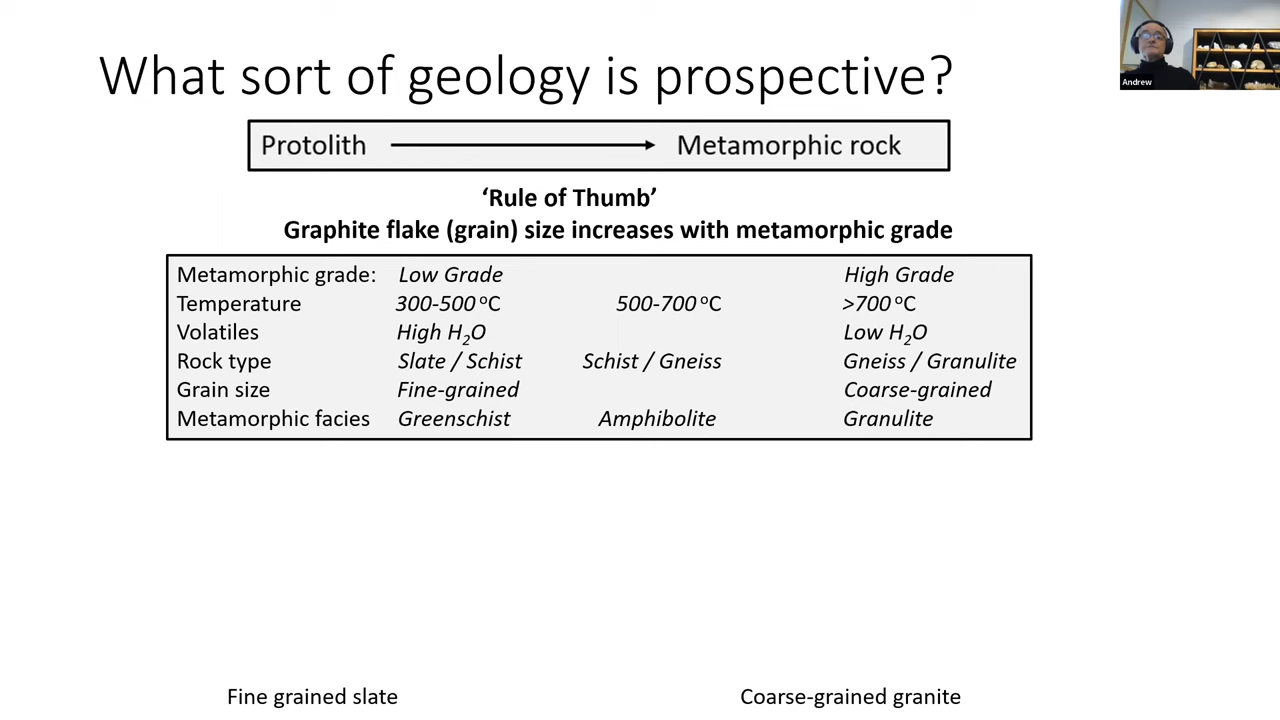 What sort of geology is prospective?
Andrew
Protolith Metamorphic rock
‘Rule of Thumb’
Graphite flake (grain) size increases with metamorphic grade
Metamorphic grade: Low Grade High Grade
Temperature 300-500 °C 500-700 °C >700 °C
Volatiles High H₂O Low H₂O
Rock type Slate / Schist Schist / Gneiss Gneiss / Granulite
Grain size Fine-grained Coarse-grained
Metamorphic facies Greenschist Amphibolite Granulite
Fine grained slate Coarse-grained granite